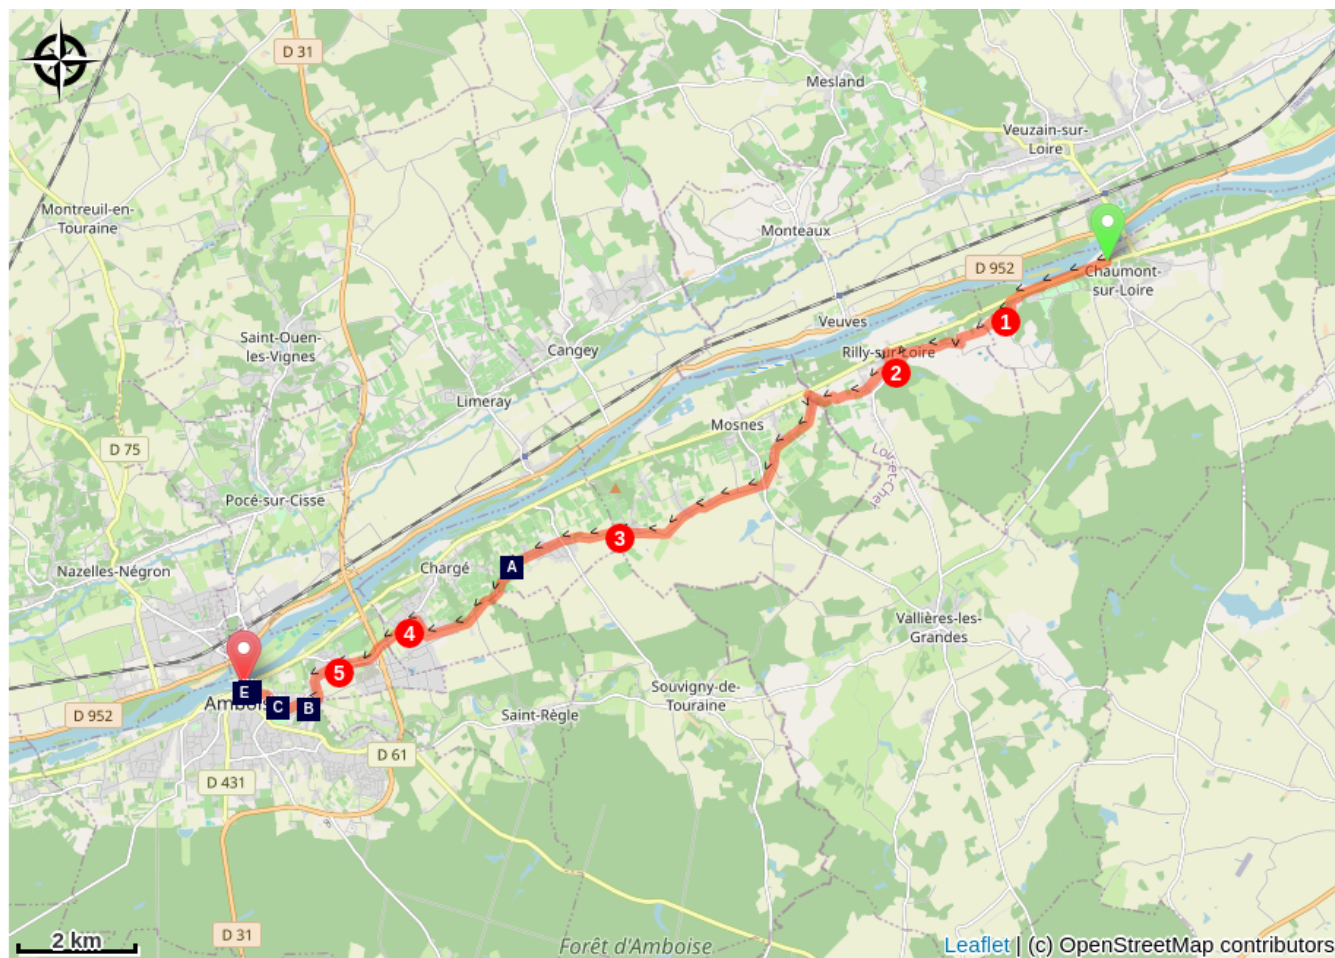 D 31
Mesland
Veuzain-sur-
Loire
Montreuil-en-
Touraine
Monteaux
D 952
Chaumont-
sur-Loire
1
Veuves
Saint-Ouen-
les-Vignes
Cangey
Rilly-sur-Loire
2
Limeray
Mosnes
D 75
Loir-et-Cher
Pocé-sur-Cisse
3
A
Chargé
Nazelles-Négron
Vallières-les-
Grandes
4
5
E
C
B
Amboise
Souvigny-de-
Touraine
Saint-Règle
D 952
D 61
D 431
D 31
2 km
Forêt d'Amboise
Leaflet | (c) OpenStreetMap contributors